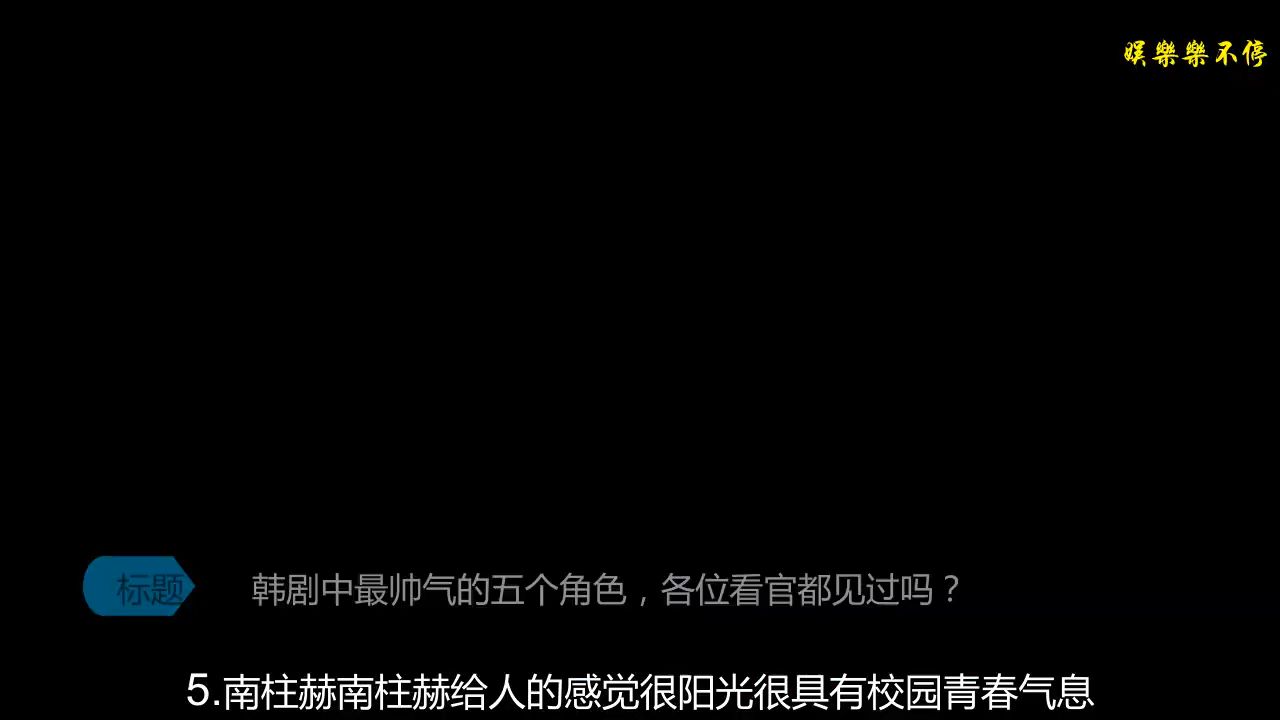 娱樂樂不停
标题
韩剧中最帅气的五个角色，各位看官都见过吗？
5.南柱赫南柱赫给人的感觉很阳光很具有校园青春气息